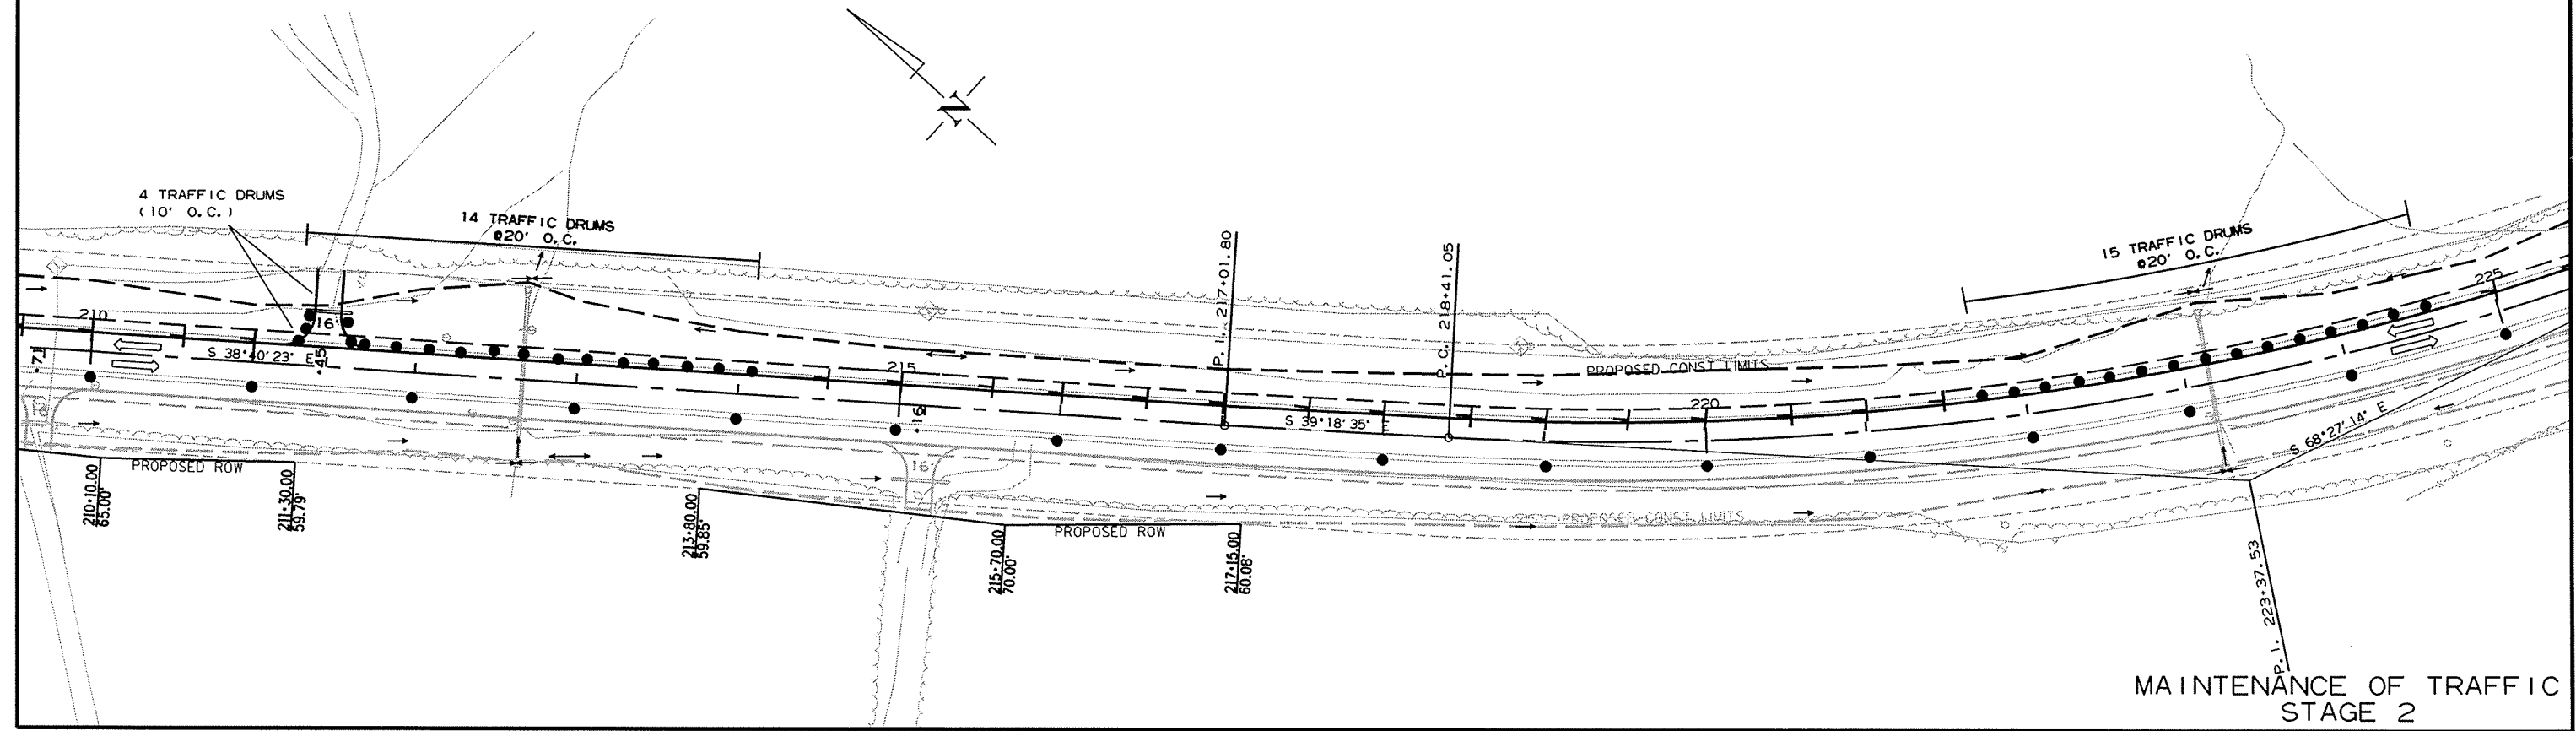 N
4 TRAFFIC DRUMS
(10' O.C.)
14 TRAFFIC DRUMS
@20' O.C.
15 TRAFFIC DRUMS
@20' O.C.
P.I. 217+01.80
P.C. 218+41.05
210
16'
S 38°40'23" E
.71
.45
215
.16
S 39°18'35" E
PROPOSED CONST LIMITS
220
225
S 68°27'14" E
PROPOSED ROW
16'
PROPOSED CONST LIMITS
PROPOSED ROW
210+10.00
65.00'
211+30.00
59.79'
213+80.00
59.85'
215+70.00
70.00'
217+15.00
60.08'
P.I. 223+37.53
MAINTENANCE OF TRAFFIC
STAGE 2